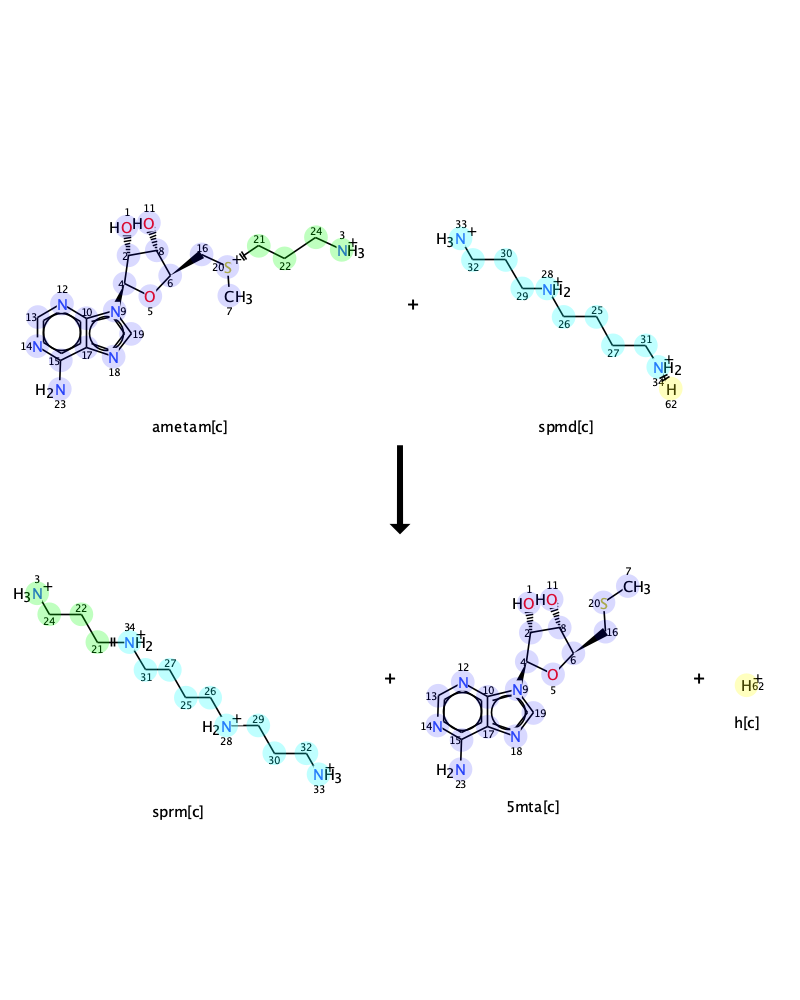 1 11
HO HO
2 8
16
20 S+
21
22
24
3
NH3+
4
6
O
5
CH3
7
12
N
13
10
N 9
19
14 N
15
17
N
18
H2N
23
ametam[c]
+
33
H3N+
32
30
29
28
NH2+
26
25
27
31
NH2+
34
H
62
spmd[c]
3
H3N+
24
22
21
34
NH2+
31
27
25
26
H2N+
28
29
30
32
NH3+
33
sprm[c]
+
1 11
HO HO
2 8
7
CH3
20 S
16
4
6
O
5
12
N
13
10
N 9
19
14 N
15
17
N
18
H2N
23
5mta[c]
+
H+
62
h[c]